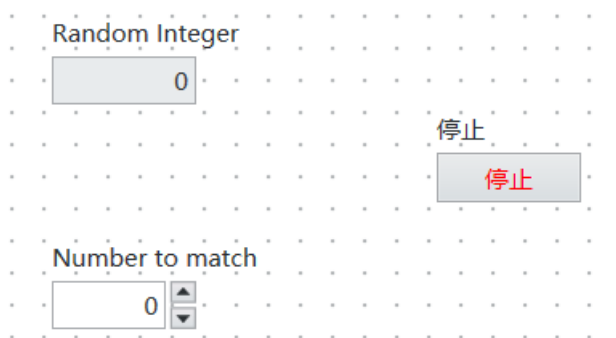 Random Integer
0
停止
停止
Number to match
0